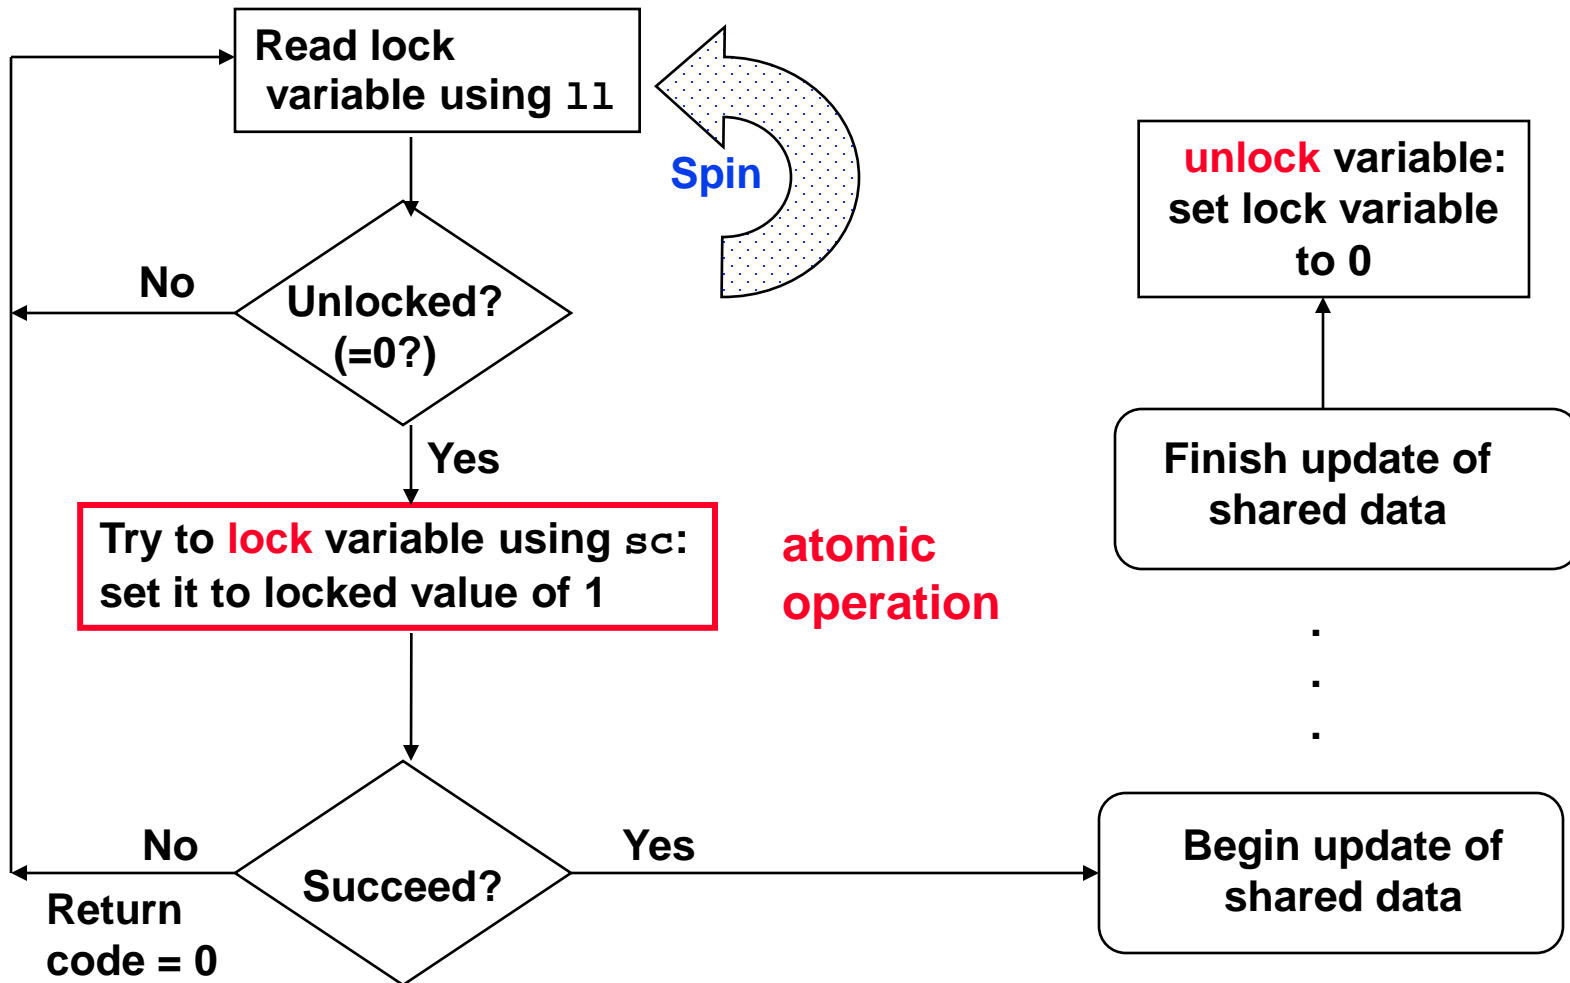 Read lock
variable using ll
Spin
No
Unlocked?
(=0?)
Yes
Try to lock variable using sc:
set it to locked value of 1
atomic
operation
No
Return
code = 0
Succeed?
Yes
Begin update of
shared data
.
.
.
Finish update of
shared data
unlock variable:
set lock variable
to 0